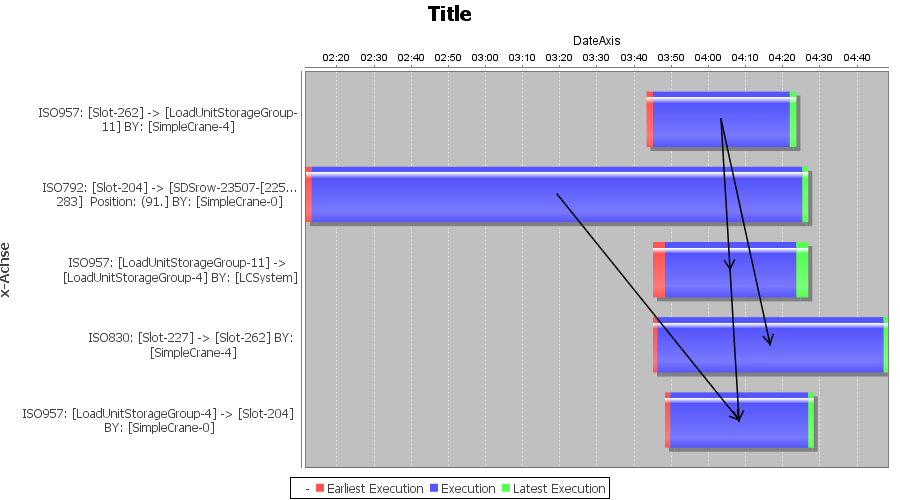 Title
DateAxis
02:20 02:30 02:40 02:50 03:00 03:10 03:20 03:30 03:40 03:50 04:00 04:10 04:20 04:30 04:40
x-Achse
ISO957: [Slot-262] -> [LoadUnitStorageGroup-
11] BY: [SimpleCrane-4]
ISO792: [Slot-204] -> [SDSrow-23507-[225...
283] Position: (91.] BY: [SimpleCrane-0]
ISO957: [LoadUnitStorageGroup-11] ->
[LoadUnitStorageGroup-4] BY: [LCSystem]
ISO830: [Slot-227] -> [Slot-262] BY:
[SimpleCrane-4]
ISO957: [LoadUnitStorageGroup-4] -> [Slot-204]
BY: [SimpleCrane-0]
- Earliest Execution Execution Latest Execution